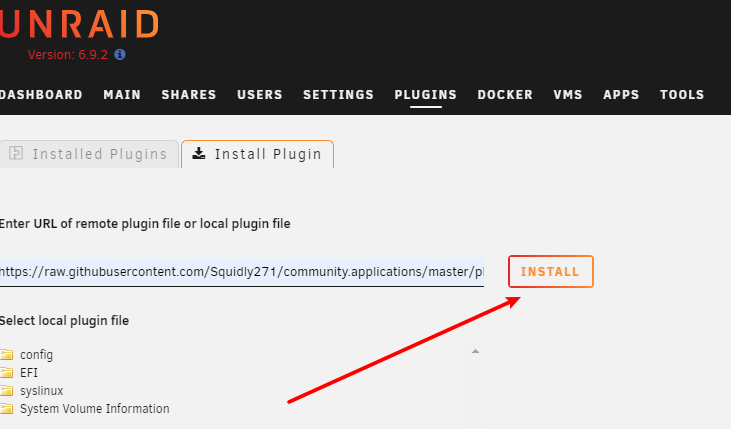 UNRAID
Version: 6.9.2
DASHBOARD MAIN SHARES USERS SETTINGS PLUGINS DOCKER VMS APPS TOOLS
Installed Plugins Install Plugin
Enter URL of remote plugin file or local plugin file
https://raw.githubusercontent.com/Squidly271/community.applications/master/pl INSTALL
Select local plugin file
config
EFI
syslinux
System Volume Information